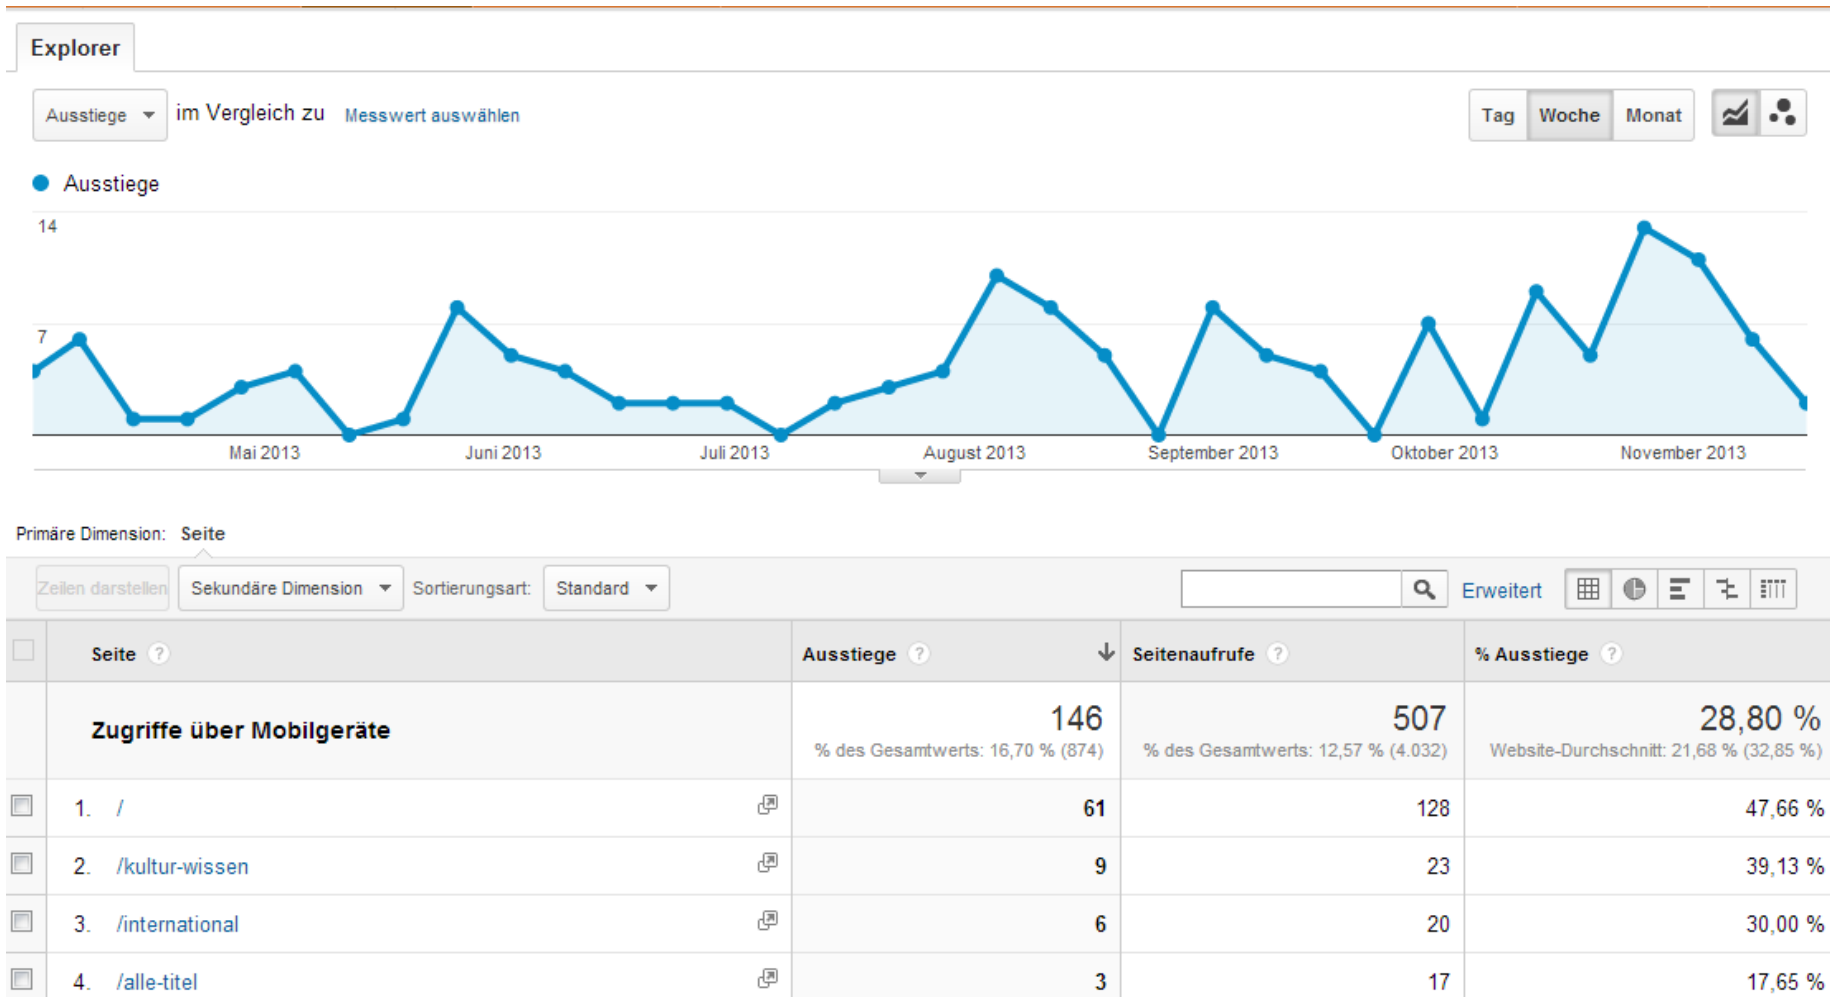 Explorer
Ausstiege im Vergleich zu Messwert auswählen Tag Woche Monat
Ausstiege
14
7
Mai 2013 Juni 2013 Juli 2013 August 2013 September 2013 Oktober 2013 November 2013
Primäre Dimension: Seite
Zeilen darstellen Sekundäre Dimension Sortierungsart: Standard Erweitert
Seite ? Ausstiege ? Seitenaufrufe ? % Ausstiege ?
Zugriffe über Mobilgeräte 146 507 28,80 %
% des Gesamtwerts: 16,70 % (874) % des Gesamtwerts: 12,57 % (4.032) Website-Durchschnitt: 21,68 % (32,85 %)
1. / 61 128 47,66 %
2. /kultur-wissen 9 23 39,13 %
3. /international 6 20 30,00 %
4. /alle-titel 3 17 17,65 %